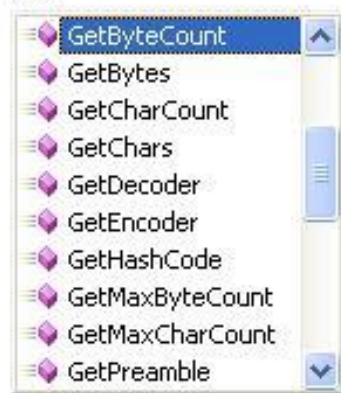 GetByteCount
GetBytes
GetCharCount
GetChars
GetDecoder
GetEncoder
GetHashCode
GetMaxByteCount
GetMaxCharCount
GetPreamble